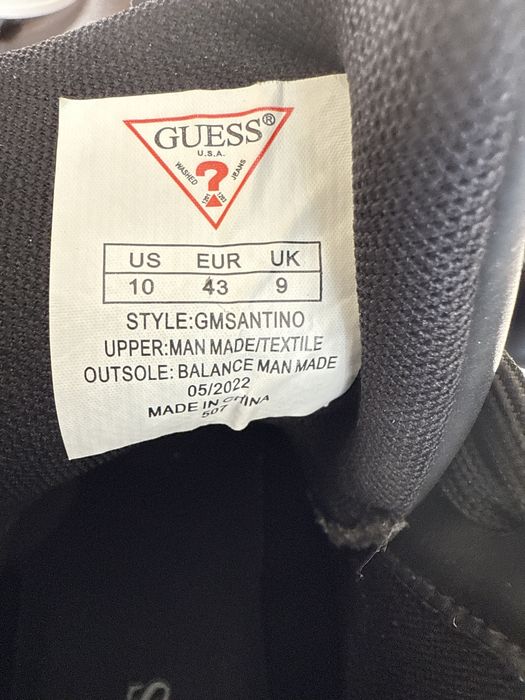 GUESS®
U.S.A.
WASHED ? JEANS
US EUR UK
10 43 9
STYLE:GMSANTINO
UPPER:MAN MADE/TEXTILE
OUTSOLE: BALANCE MAN MADE
05/2022
MADE IN CHINA
507
S